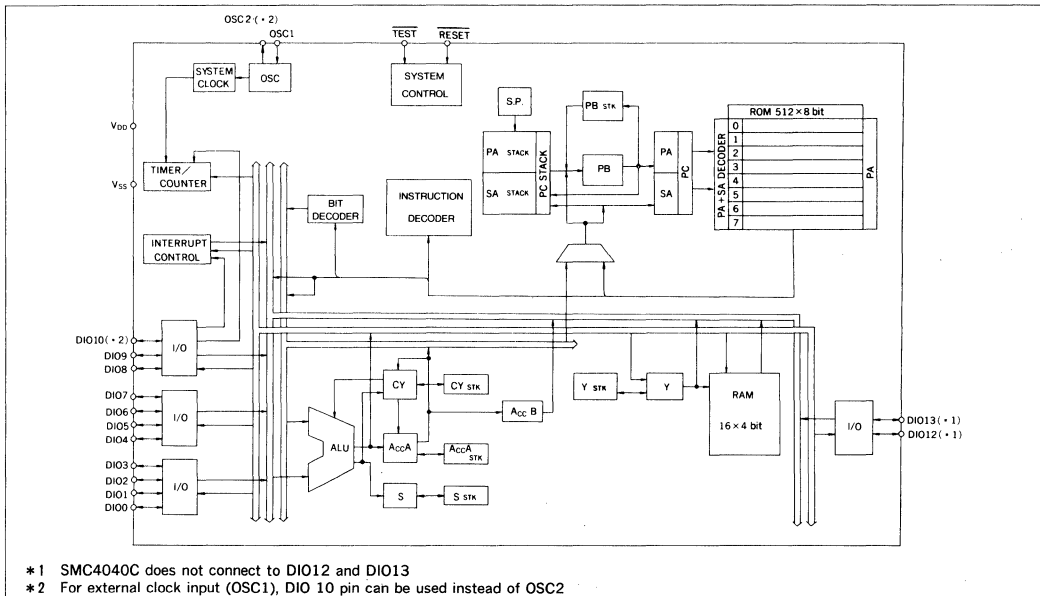 OSC2 (*2)
OSC1
TEST
RESET
SYSTEM
CLOCK
OSC
SYSTEM
CONTROL
VDD
VSS
TIMER/
COUNTER
INTERRUPT
CONTROL
BIT
DECODER
INSTRUCTION
DECODER
S.P.
PA STACK
SA STACK
PC STACK
PB STK
PB
PA
SA
PC
PA+SA DECODER
ROM 512×8 bit
0
1
2
3
4
5
6
7
PA
DIO10(*2)
DIO9
DIO8
I/O
DIO7
DIO6
DIO5
DIO4
I/O
DIO3
DIO2
DIO1
DIO0
I/O
ALU
CY
CY STK
AccA
AccA STK
S
S STK
Acc B
Y STK
Y
RAM
16×4 bit
I/O
DIO13(*1)
DIO12(*1)
*1 SMC4040C does not connect to DIO12 and DIO13
*2 For external clock input (OSC1), DIO 10 pin can be used instead of OSC2